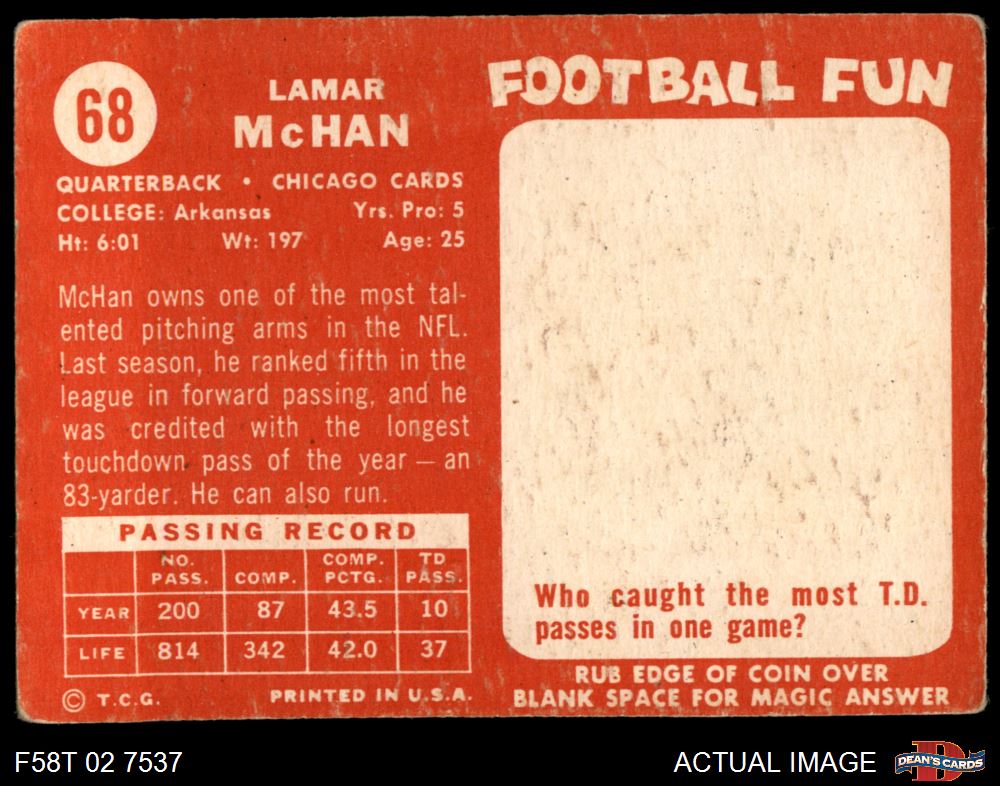 68
LAMAR
McHAN
QUARTERBACK • CHICAGO CARDS
COLLEGE: Arkansas Yrs. Pro: 5
Ht: 6:01 Wt: 197 Age: 25
McHan owns one of the most tal-
ented pitching arms in the NFL.
Last season, he ranked fifth in the
league in forward passing, and he
was credited with the longest
touchdown pass of the year — an
83-yarder. He can also run.
PASSING RECORD
NO. PASS. COMP. COMP. PCTG. TD PASS.
YEAR 200 87 43.5 10
LIFE 814 342 42.0 37
© T.C.G. PRINTED IN U.S.A.
FOOTBALL FUN
Who caught the most T.D.
passes in one game?
RUB EDGE OF COIN OVER
BLANK SPACE FOR MAGIC ANSWER
F58T 02 7537
ACTUAL IMAGE
D
DEAN'S CARDS